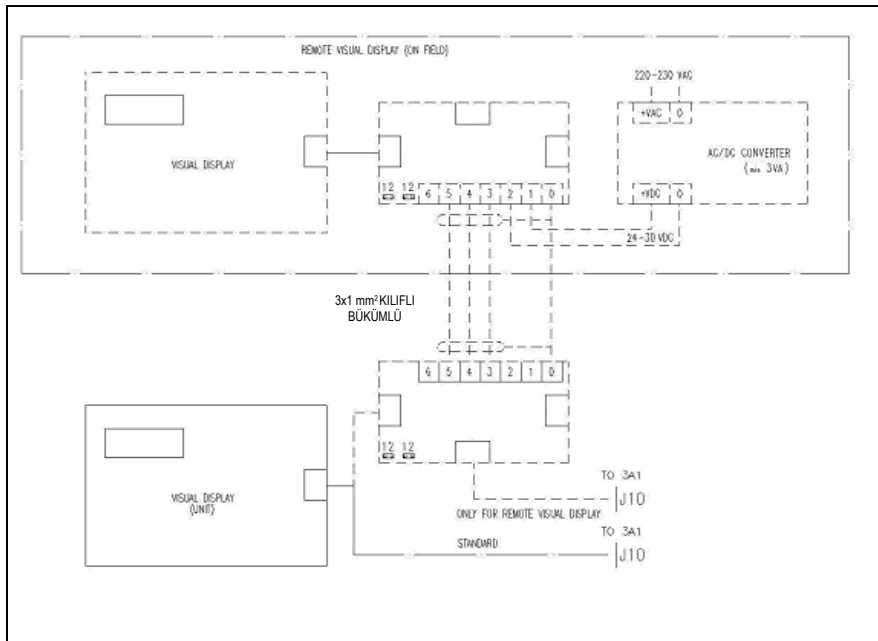 REMOTE VISUAL DISPLAY (ON FIELD)
220-230 VAC
+VAC 0
VISUAL DISPLAY
AC/DC CONVERTER
(min 3VA)
12 12 6 5 4 3 2 1 0
+VDC 0
24-30 VDC
3x1 mm² KILIFLI
BÜKÜMLÜ
6 5 4 3 2 1 0
12 12
VISUAL DISPLAY
(UNIT)
TO 3A1
J10
ONLY FOR REMOTE VISUAL DISPLAY
TO 3A1
STANDARD
J10